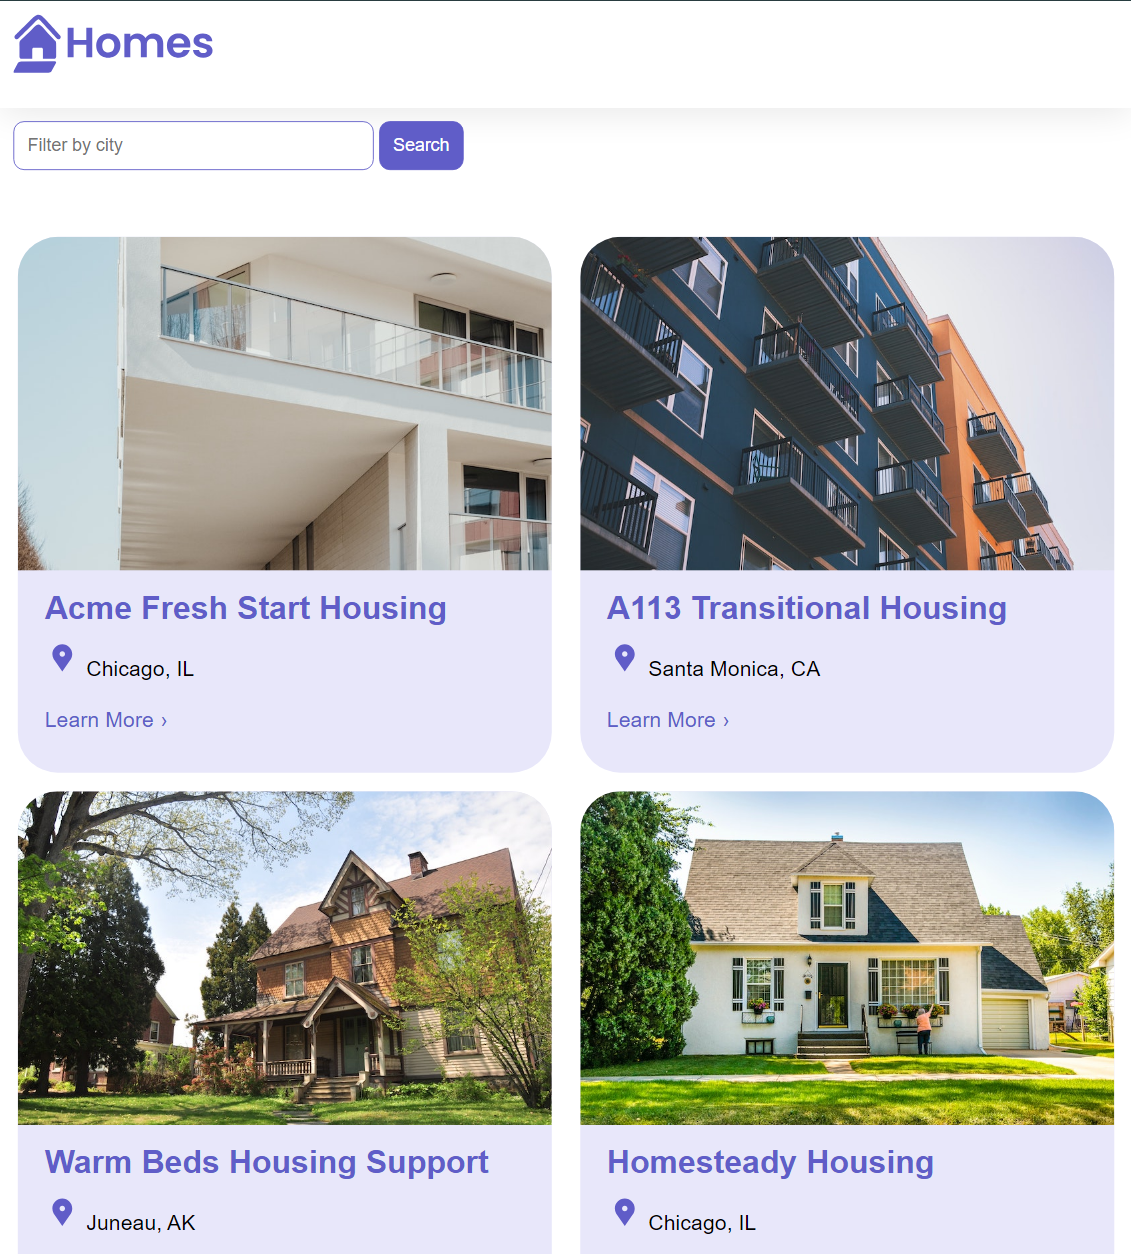 Homes
Filter by city
Search
Acme Fresh Start Housing
Chicago, IL
Learn More ›
A113 Transitional Housing
Santa Monica, CA
Learn More ›
Warm Beds Housing Support
Juneau, AK
Homesteady Housing
Chicago, IL